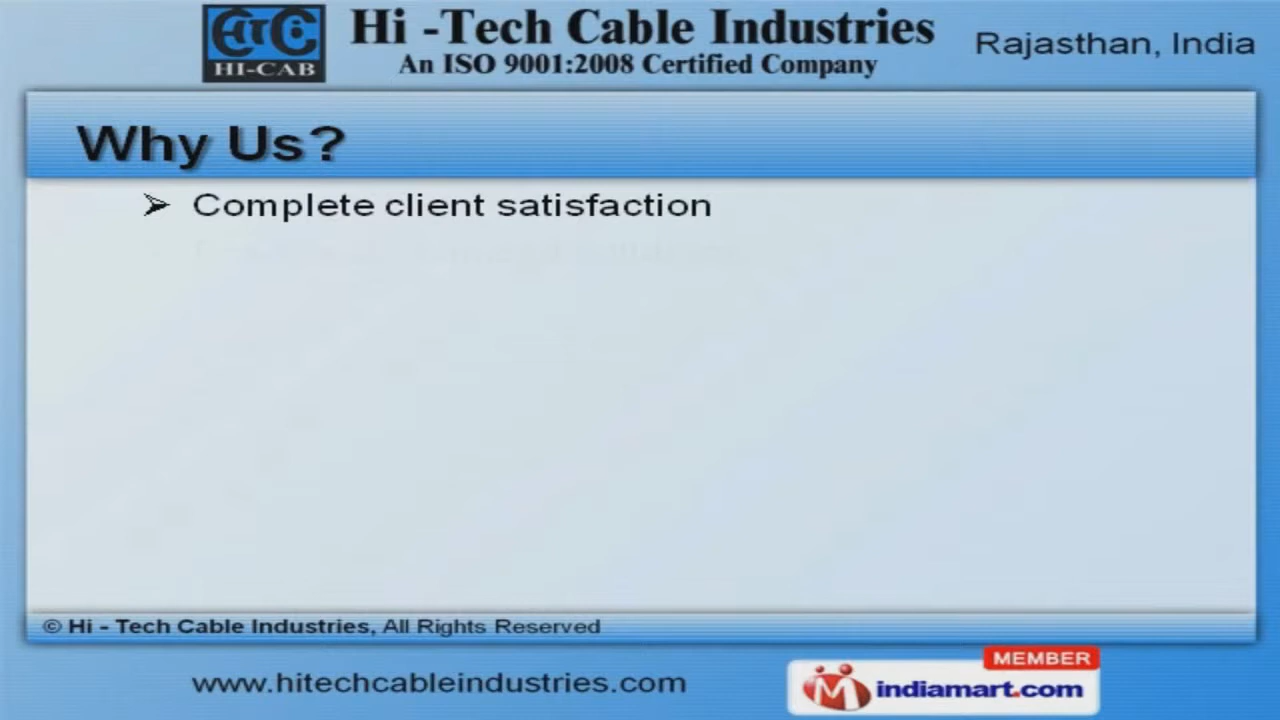 HTC
HI-CAB
Hi -Tech Cable Industries
An ISO 9001:2008 Certified Company
Rajasthan, India
Why Us?
➢ Complete client satisfaction
© Hi - Tech Cable Industries, All Rights Reserved
www.hitechcableindustries.com
MEMBER
indiamart.com